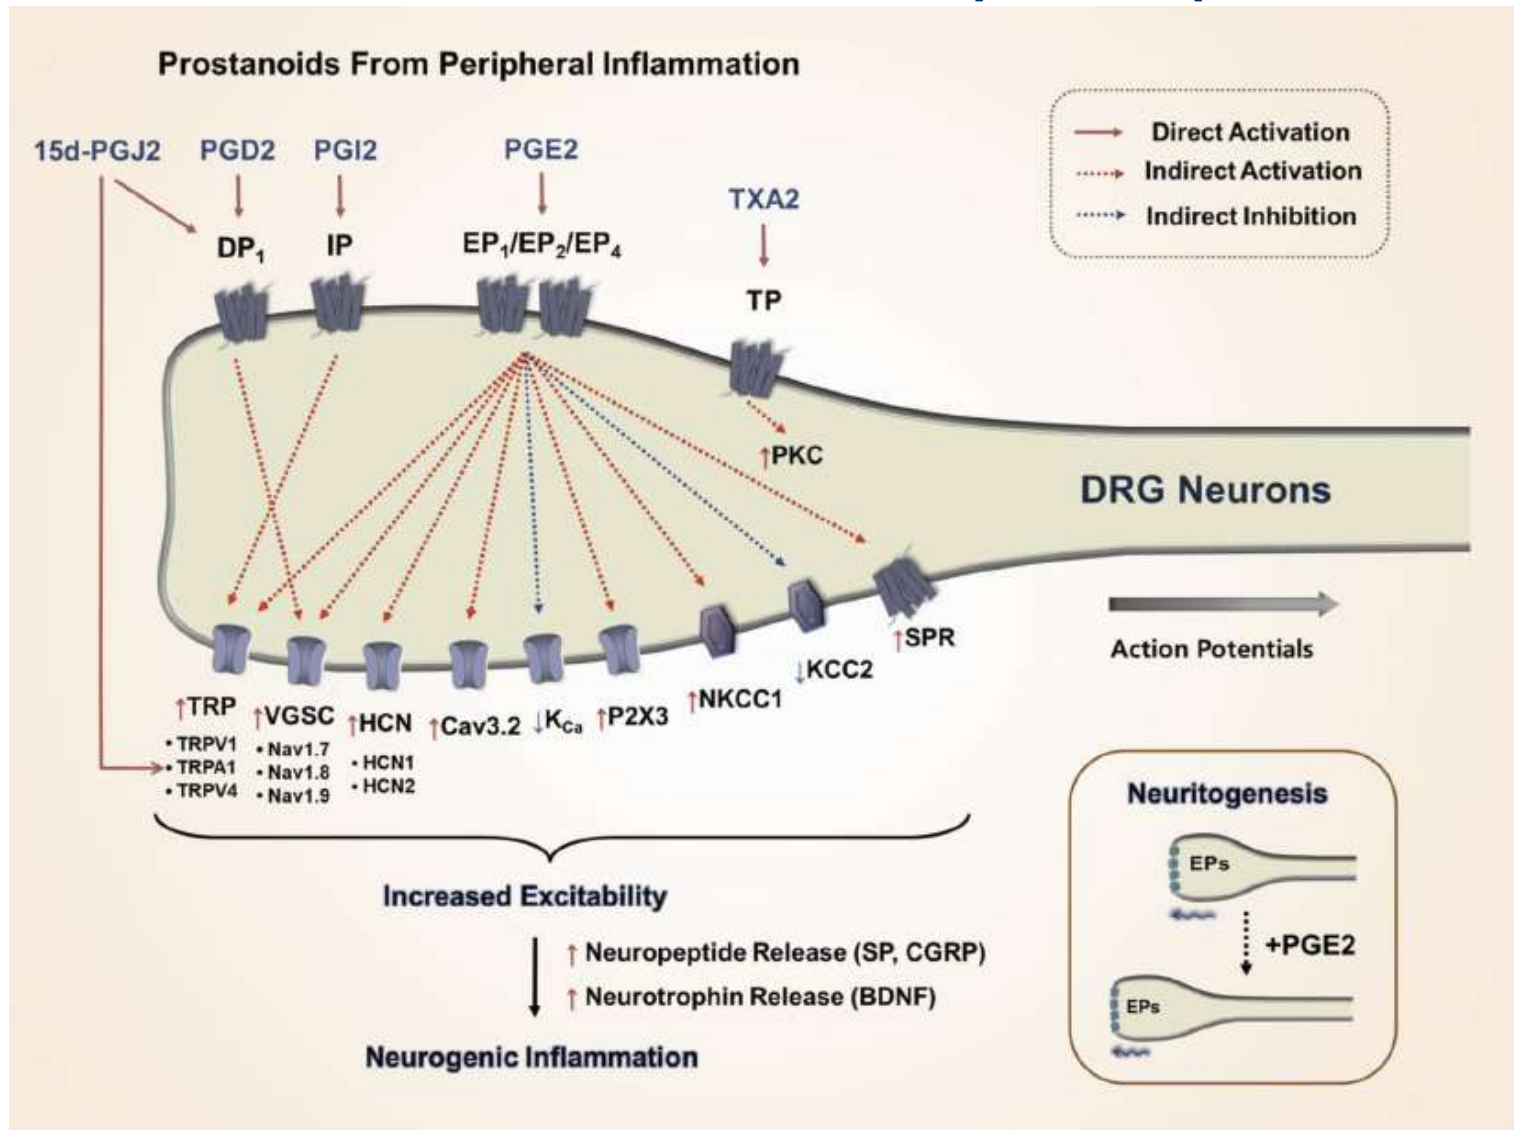 Prostanoids From Peripheral Inflammation
15d-PGJ2
PGD2
PGI2
PGE2
TXA2
DP1
IP
EP1/EP2/EP4
TP
Direct Activation
Indirect Activation
Indirect Inhibition
↑PKC
DRG Neurons
Action Potentials
↑TRP
• TRPV1
• TRPA1
• TRPV4
↑VGSC
• Nav1.7
• Nav1.8
• Nav1.9
↑HCN
• HCN1
• HCN2
↑Cav3.2
↓KCa
↑P2X3
↑NKCC1
↓KCC2
↑SPR
Increased Excitability
↑ Neuropeptide Release (SP, CGRP)
↑ Neurotrophin Release (BDNF)
Neurogenic Inflammation
Neuritogenesis
EPs
+PGE2
EPs